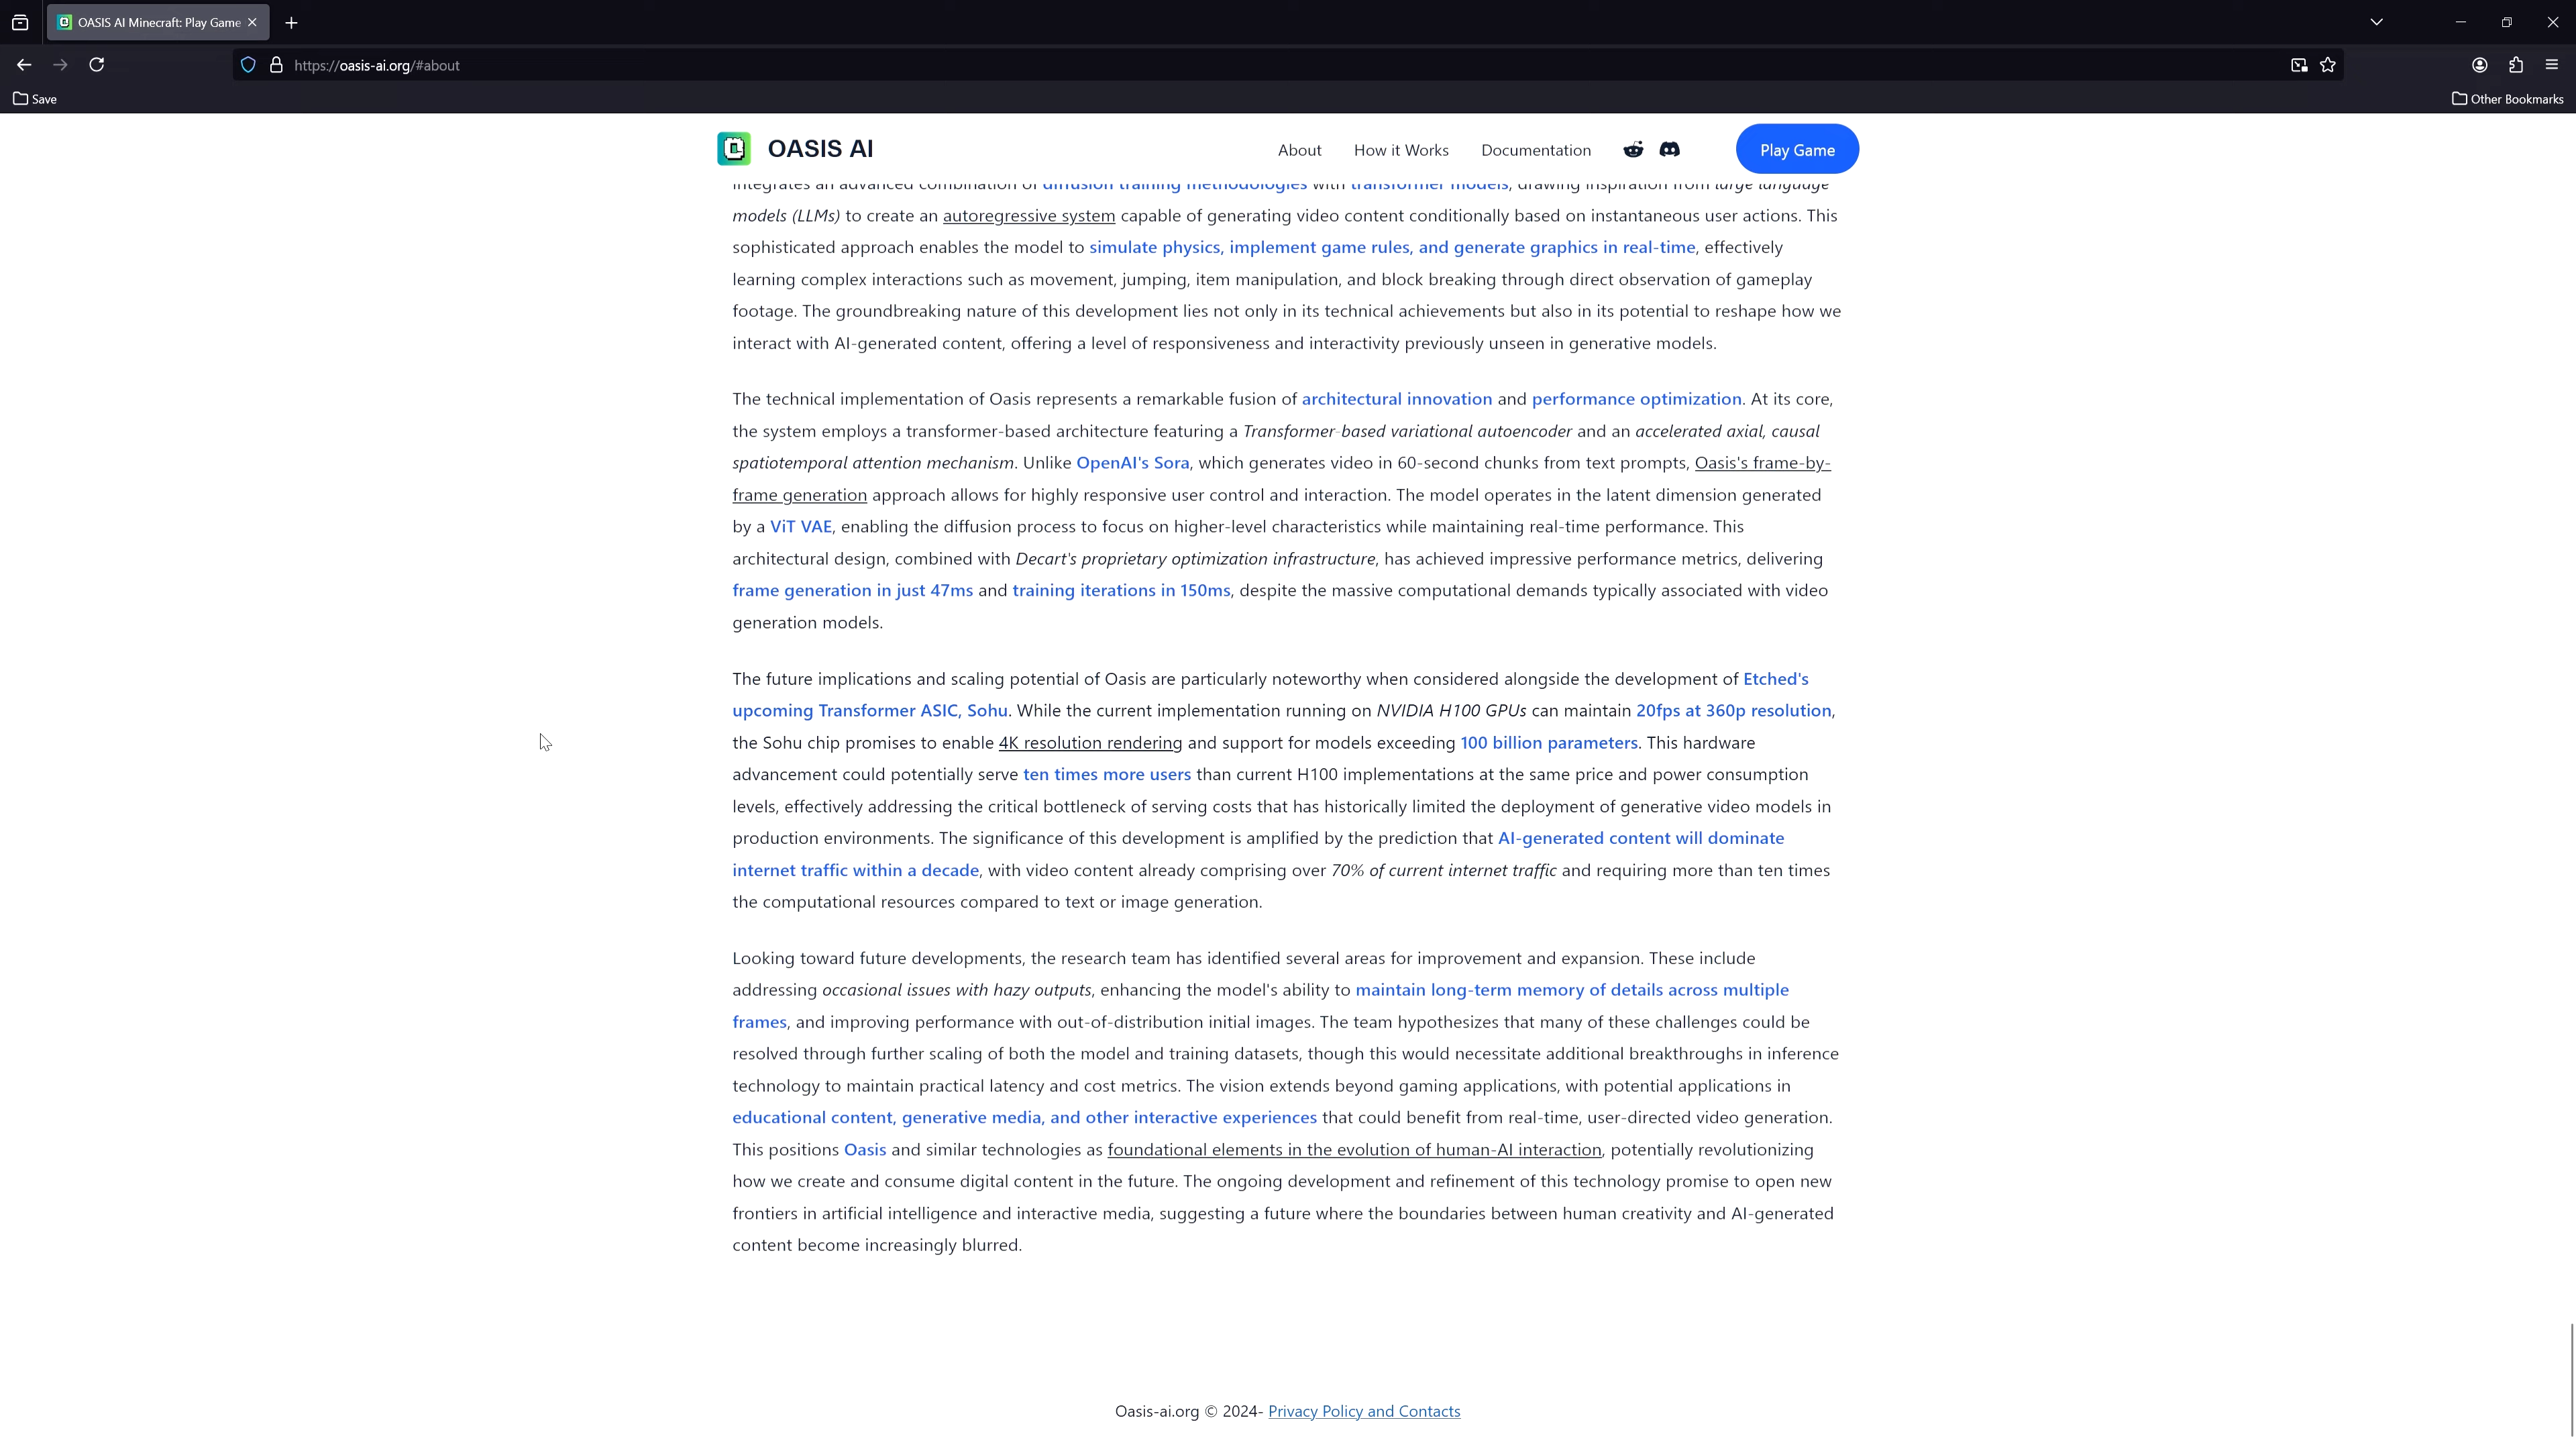 OASIS AI Minecraft: Play Game
https://oasis-ai.org/#about
Save
Other Bookmarks
OASIS AI
About
How it Works
Documentation
Play Game
integrates an advanced combination of diffusion training methodologies with transformer models, drawing inspiration from large language
models (LLMs) to create an autoregressive system capable of generating video content conditionally based on instantaneous user actions. This
sophisticated approach enables the model to simulate physics, implement game rules, and generate graphics in real-time, effectively
learning complex interactions such as movement, jumping, item manipulation, and block breaking through direct observation of gameplay
footage. The groundbreaking nature of this development lies not only in its technical achievements but also in its potential to reshape how we
interact with AI-generated content, offering a level of responsiveness and interactivity previously unseen in generative models.
The technical implementation of Oasis represents a remarkable fusion of architectural innovation and performance optimization. At its core,
the system employs a transformer-based architecture featuring a Transformer-based variational autoencoder and an accelerated axial, causal
spatiotemporal attention mechanism. Unlike OpenAI's Sora, which generates video in 60-second chunks from text prompts, Oasis's frame-by-
frame generation approach allows for highly responsive user control and interaction. The model operates in the latent dimension generated
by a ViT VAE, enabling the diffusion process to focus on higher-level characteristics while maintaining real-time performance. This
architectural design, combined with Decart's proprietary optimization infrastructure, has achieved impressive performance metrics, delivering
frame generation in just 47ms and training iterations in 150ms, despite the massive computational demands typically associated with video
generation models.
The future implications and scaling potential of Oasis are particularly noteworthy when considered alongside the development of Etched's
upcoming Transformer ASIC, Sohu. While the current implementation running on NVIDIA H100 GPUs can maintain 20fps at 360p resolution,
the Sohu chip promises to enable 4K resolution rendering and support for models exceeding 100 billion parameters. This hardware
advancement could potentially serve ten times more users than current H100 implementations at the same price and power consumption
levels, effectively addressing the critical bottleneck of serving costs that has historically limited the deployment of generative video models in
production environments. The significance of this development is amplified by the prediction that AI-generated content will dominate
internet traffic within a decade, with video content already comprising over 70% of current internet traffic and requiring more than ten times
the computational resources compared to text or image generation.
Looking toward future developments, the research team has identified several areas for improvement and expansion. These include
addressing occasional issues with hazy outputs, enhancing the model's ability to maintain long-term memory of details across multiple
frames, and improving performance with out-of-distribution initial images. The team hypothesizes that many of these challenges could be
resolved through further scaling of both the model and training datasets, though this would necessitate additional breakthroughs in inference
technology to maintain practical latency and cost metrics. The vision extends beyond gaming applications, with potential applications in
educational content, generative media, and other interactive experiences that could benefit from real-time, user-directed video generation.
This positions Oasis and similar technologies as foundational elements in the evolution of human-AI interaction, potentially revolutionizing
how we create and consume digital content in the future. The ongoing development and refinement of this technology promise to open new
frontiers in artificial intelligence and interactive media, suggesting a future where the boundaries between human creativity and AI-generated
content become increasingly blurred.
Oasis-ai.org © 2024- Privacy Policy and Contacts